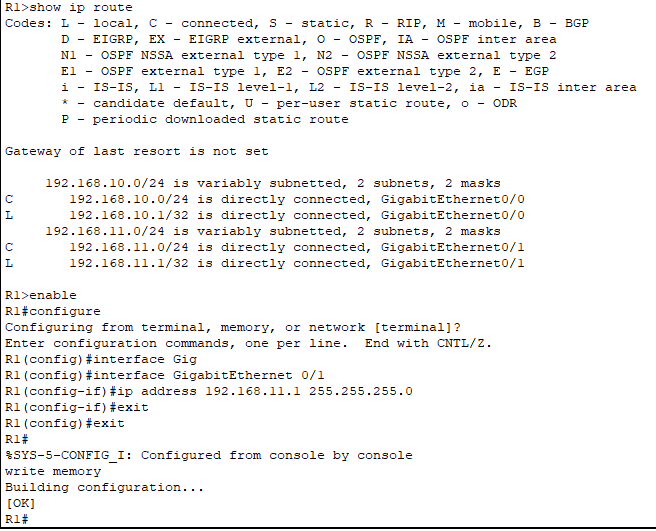 R1>show ip route
Codes: L - local, C - connected, S - static, R - RIP, M - mobile, B - BGP
       D - EIGRP, EX - EIGRP external, O - OSPF, IA - OSPF inter area
       N1 - OSPF NSSA external type 1, N2 - OSPF NSSA external type 2
       E1 - OSPF external type 1, E2 - OSPF external type 2, E - EGP
       i - IS-IS, L1 - IS-IS level-1, L2 - IS-IS level-2, ia - IS-IS inter area
       * - candidate default, U - per-user static route, o - ODR
       P - periodic downloaded static route

Gateway of last resort is not set

     192.168.10.0/24 is variably subnetted, 2 subnets, 2 masks
C       192.168.10.0/24 is directly connected, GigabitEthernet0/0
L       192.168.10.1/32 is directly connected, GigabitEthernet0/0
     192.168.11.0/24 is variably subnetted, 2 subnets, 2 masks
C       192.168.11.0/24 is directly connected, GigabitEthernet0/1
L       192.168.11.1/32 is directly connected, GigabitEthernet0/1

R1>enable
R1#configure
Configuring from terminal, memory, or network [terminal]?
Enter configuration commands, one per line.  End with CNTL/Z.
R1(config)#interface Gig
R1(config)#interface GigabitEthernet 0/1
R1(config-if)#ip address 192.168.11.1 255.255.255.0
R1(config-if)#exit
R1(config)#exit
R1#
%SYS-5-CONFIG_I: Configured from console by console
write memory
Building configuration...
[OK]
R1#